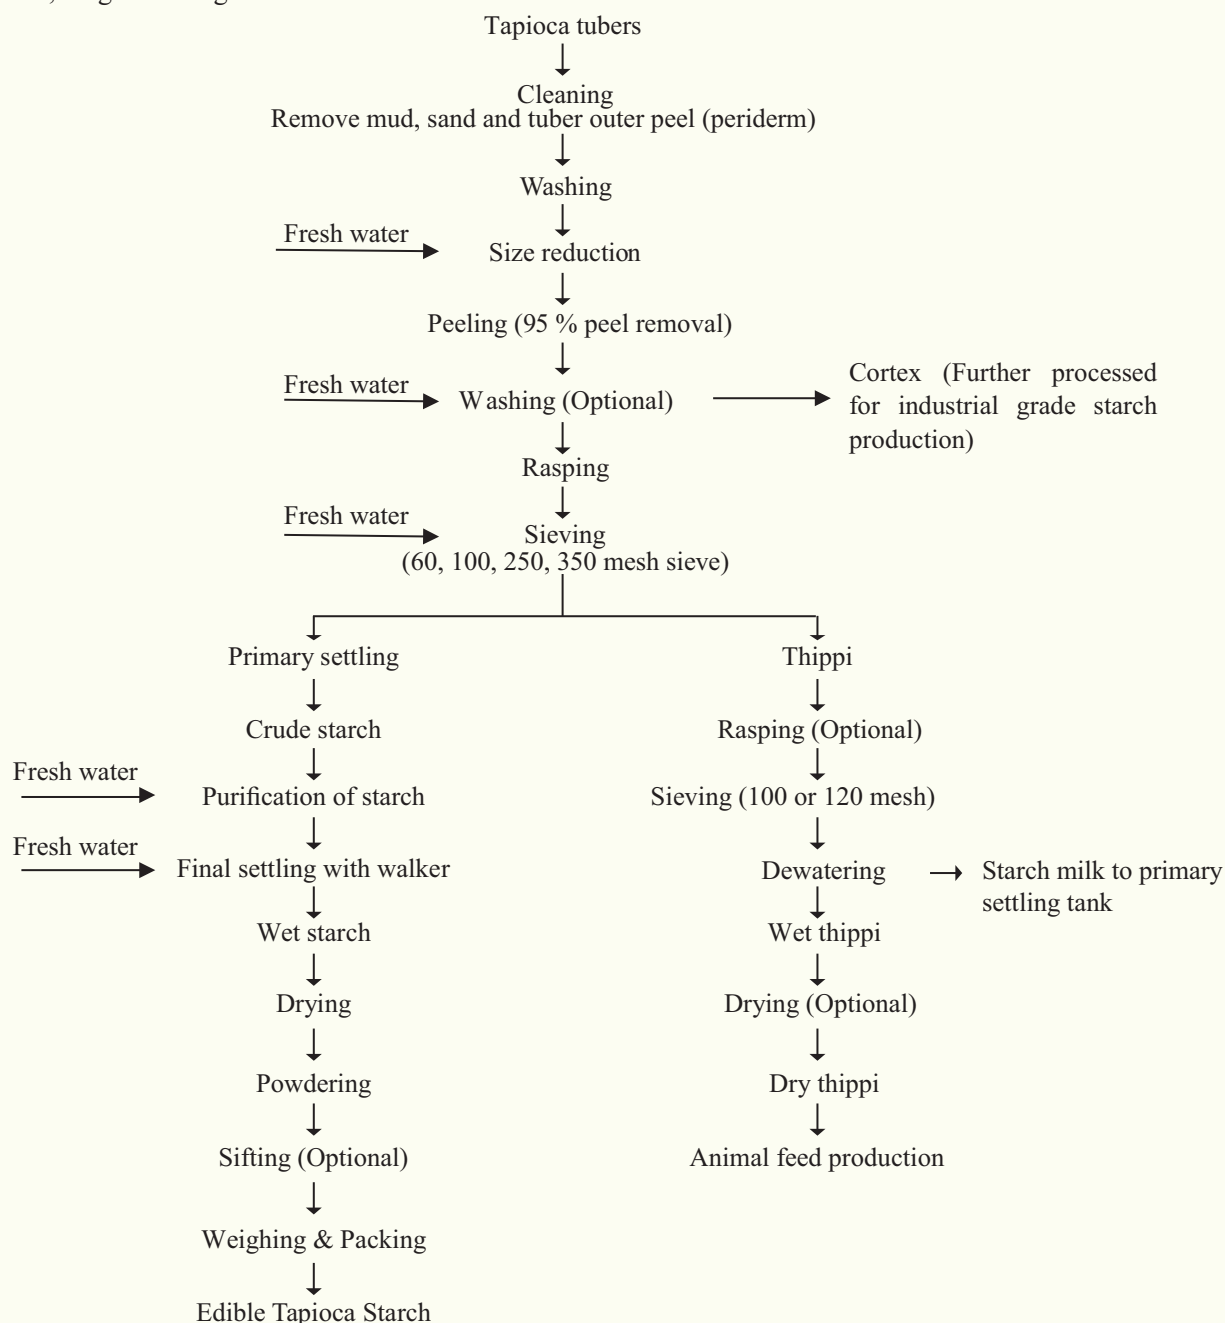 Tapioca tubers
Cleaning
Remove mud, sand and tuber outer peel (periderm)
Washing
Fresh water
Size reduction
Peeling (95 % peel removal)
Fresh water
Washing (Optional)
Cortex (Further processed
for industrial grade starch
production)
Rasping
Fresh water
Sieving
(60, 100, 250, 350 mesh sieve)
Primary settling
Thippi
Crude starch
Rasping (Optional)
Fresh water
Purification of starch
Sieving (100 or 120 mesh)
Fresh water
Final settling with walker
Dewatering
Starch milk to primary
settling tank
Wet starch
Wet thippi
Drying
Drying (Optional)
Powdering
Dry thippi
Sifting (Optional)
Animal feed production
Weighing & Packing
Edible Tapioca Starch